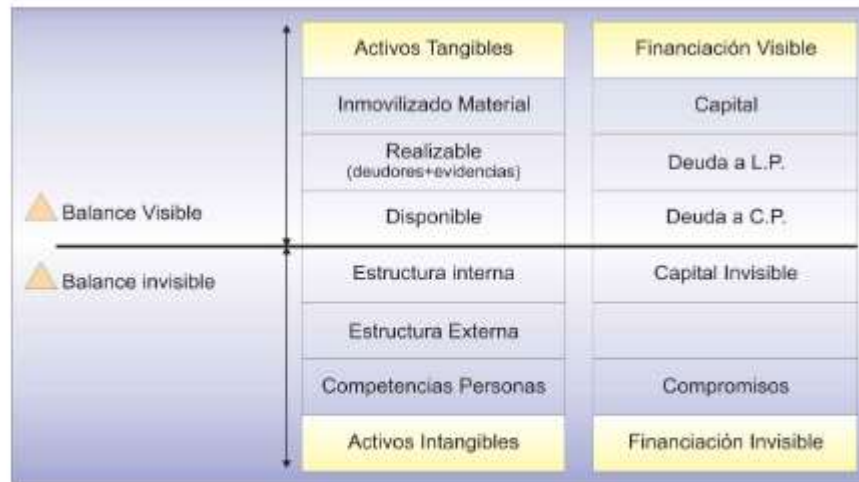 Activos Tangibles
Financiación Visible
Inmovilizado Material
Capital
Realizable
(deudores+evidencias)
Deuda a L.P.
Balance Visible
Disponible
Deuda a C.P.
Balance invisible
Estructura interna
Capital Invisible
Estructura Externa
Competencias Personas
Compromisos
Activos Intangibles
Financiación Invisible